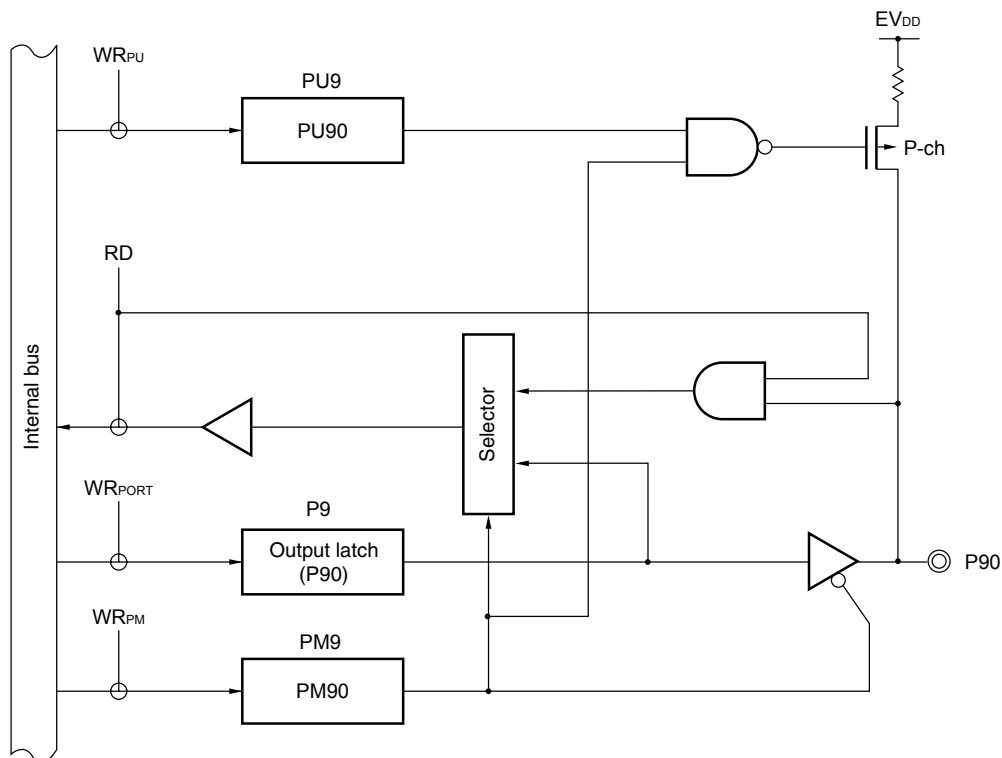 EVDD
WRPU
PU9
PU90
P-ch
RD
Internal bus
Selector
WRPORT
P9
Output latch
(P90)
P90
WRPM
PM9
PM90